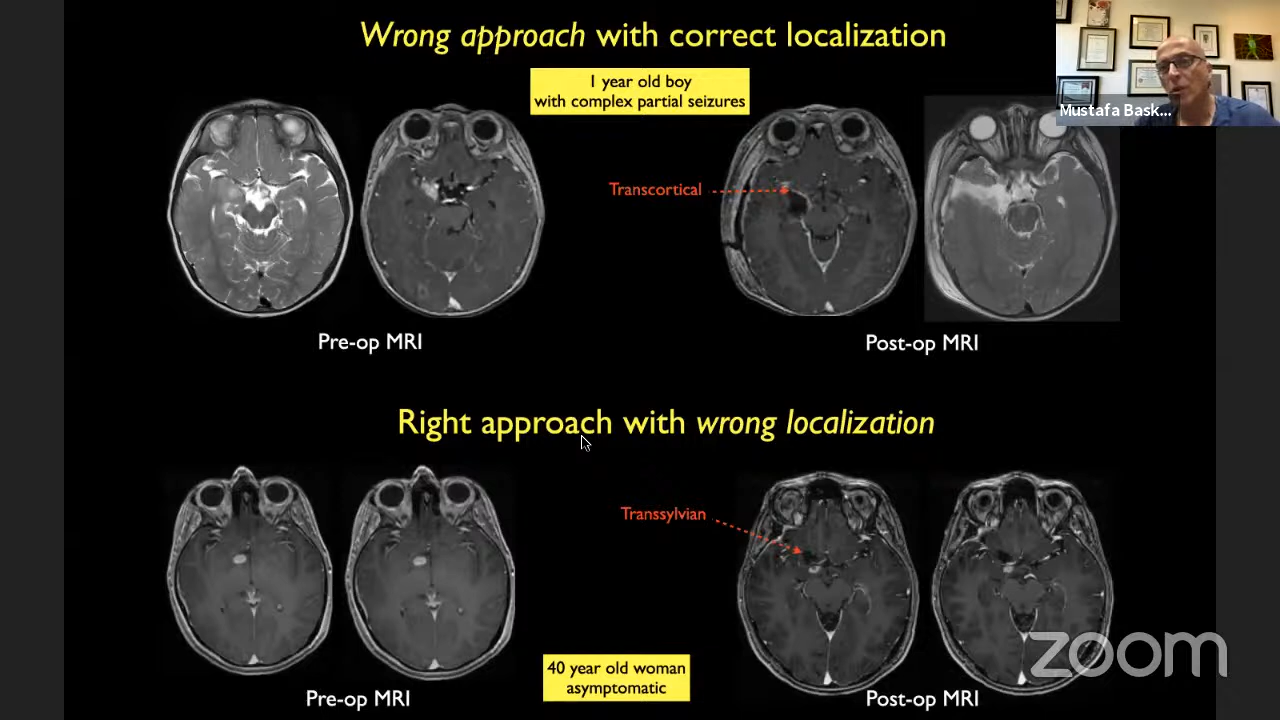 Wrong approach with correct localization
1 year old boy
with complex partial seizures
Mustafa Bask...
Transcortical
Pre-op MRI
Post-op MRI
Right approach with wrong localization
Transsylvian
40 year old woman
asymptomatic
Pre-op MRI
Post-op MRI
zoom